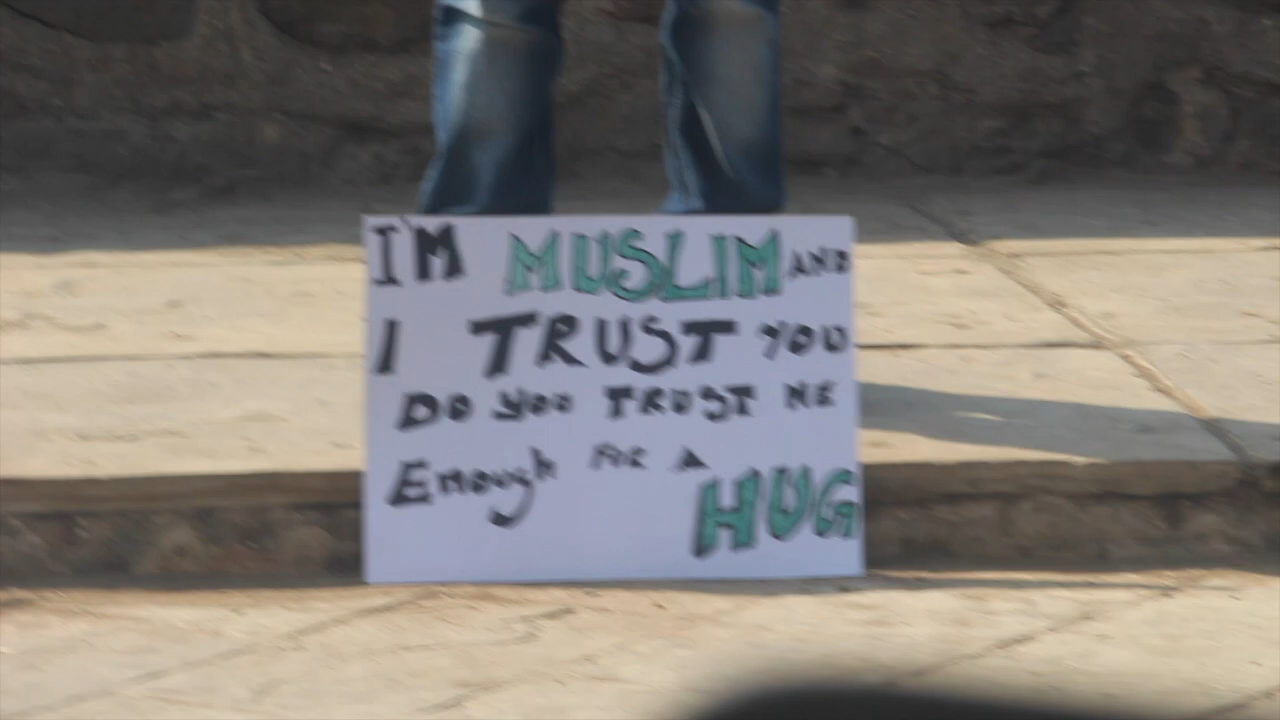 I'M MUSLIM AND
I TRUST YOU
DO YOU TRUST ME
Enough FOR A
HUG